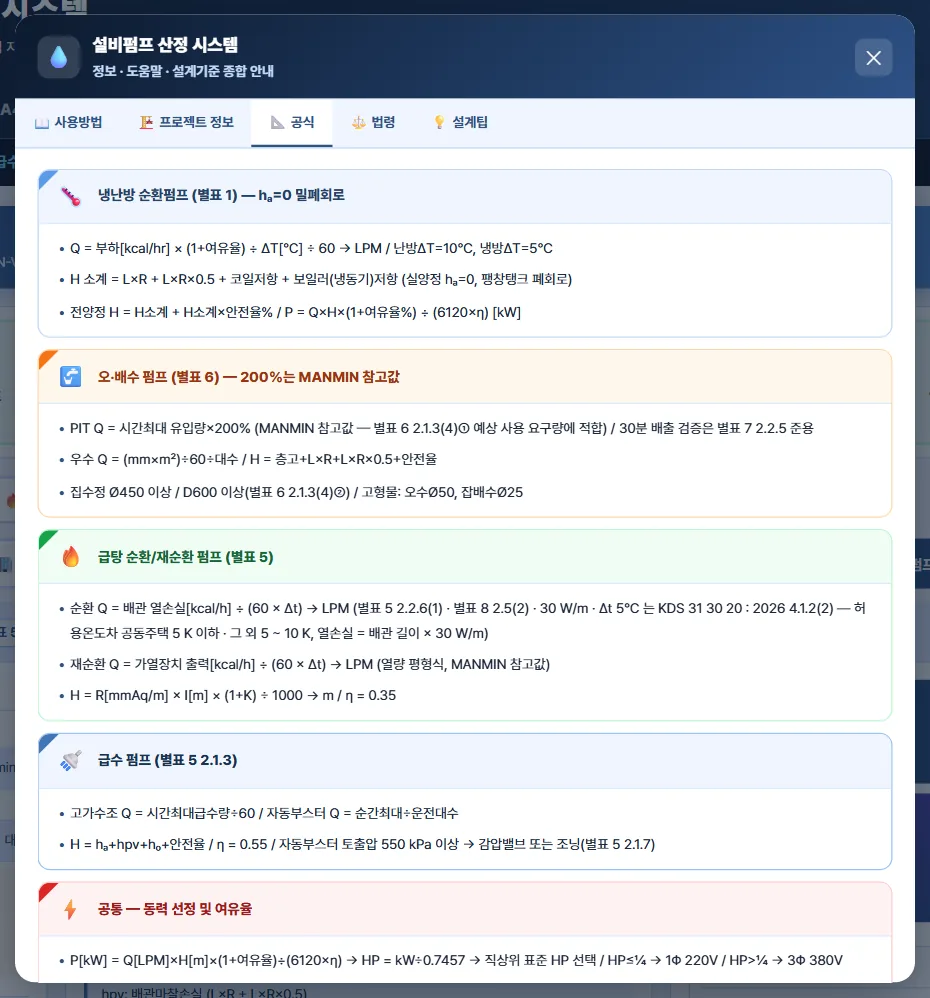 시스템
설비펌프 산정 시스템
정보 · 도움말 · 설계기준 종합 안내
사용방법
프로젝트 정보
공식
법령
설계팁
냉난방 순환펌프 (별표 1) — hₐ=0 밀폐회로
• Q = 부하[kcal/hr] × (1+여유율) ÷ ΔT[℃] ÷ 60 → LPM / 난방ΔT=10℃, 냉방ΔT=5℃
• H 소계 = L×R + L×R×0.5 + 코일저항 + 보일러(냉동기)저항 (실양정 hₐ=0, 팽창탱크 폐회로)
• 전양정 H = H소계 + H소계×안전율% / P = Q×H×(1+여유율%) ÷ (6120×η) [kW]
오·배수 펌프 (별표 6) — 200%는 MANMIN 참고값
• PIT Q = 시간최대 유입량×200% (MANMIN 참고값 — 별표 6 2.1.3(4)① 예상 사용 요구량에 적합) / 30분 배출 검증은 별표 7 2.2.5 준용
• 우수 Q = (mm×m²)÷60÷대수 / H = 층고+L×R+L×R×0.5+안전율
• 집수정 Ø450 이상 / D600 이상(별표 6 2.1.3(4)②) / 고형물: 오수Ø50, 잡배수Ø25
급탕 순환/재순환 펌프 (별표 5)
• 순환 Q = 배관 열손실[kcal/h] ÷ (60 × Δt) → LPM (별표 5 2.2.6(1) · 별표 8 2.5(2) · 30 W/m · Δt 5℃ 는 KDS 31 30 20 : 2026 4.1.2(2) — 허
용온도차 공동주택 5 K 이하 · 그 외 5 ~ 10 K, 열손실 = 배관 길이 × 30 W/m)
• 재순환 Q = 가열장치 출력[kcal/h] ÷ (60 × Δt) → LPM (열량 평형식, MANMIN 참고값)
• H = R[mmAq/m] × l[m] × (1+K) ÷ 1000 → m / η = 0.35
급수 펌프 (별표 5 2.1.3)
• 고가수조 Q = 시간최대급수량÷60 / 자동부스터 Q = 순간최대÷운전대수
• H = hₐ+hpv+hₒ+안전율 / η = 0.55 / 자동부스터 토출압 550 kPa 이상 → 감압밸브 또는 조닝(별표 5 2.1.7)
공통 — 동력 선정 및 여유율
• P[kW] = Q[LPM]×H[m]×(1+여유율)÷(6120×η) → HP = kW÷0.7457 → 직상위 표준 HP 선택 / HP≤¼ → 1Φ 220V / HP>¼ → 3Φ 380V
hpv: 배관마찰손실 (L×R + L×R×0.5)